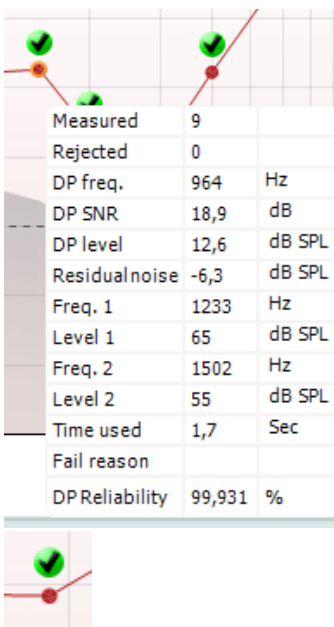 Measured 9
Rejected 0
DP freq. 964 Hz
DP SNR 18,9 dB
DP level 12,6 dB SPL
Residualnoise -6,3 dB SPL
Freq. 1 1233 Hz
Level 1 65 dB SPL
Freq. 2 1502 Hz
Level 2 55 dB SPL
Time used 1,7 Sec
Fail reason
DP Reliability 99,931 %